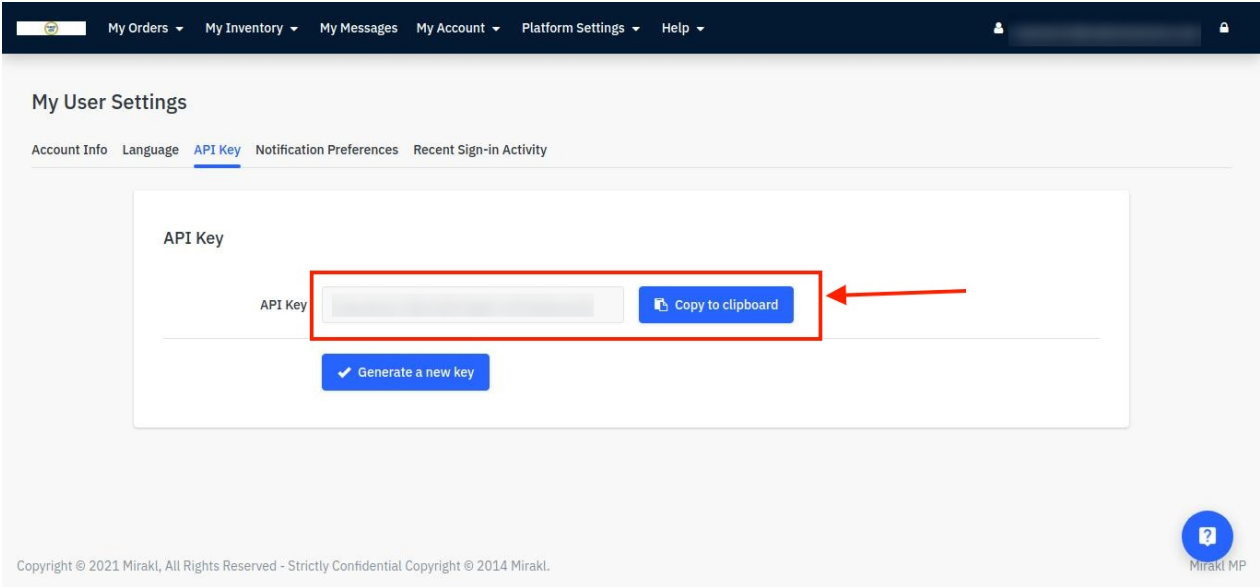 My Orders My Inventory My Messages My Account Platform Settings Help
My User Settings
Account Info Language API Key Notification Preferences Recent Sign-in Activity
API Key
API Key Copy to clipboard
Generate a new key
?
Copyright © 2021 Mirakl, All Rights Reserved - Strictly Confidential Copyright © 2014 Mirakl. Mirakl MP